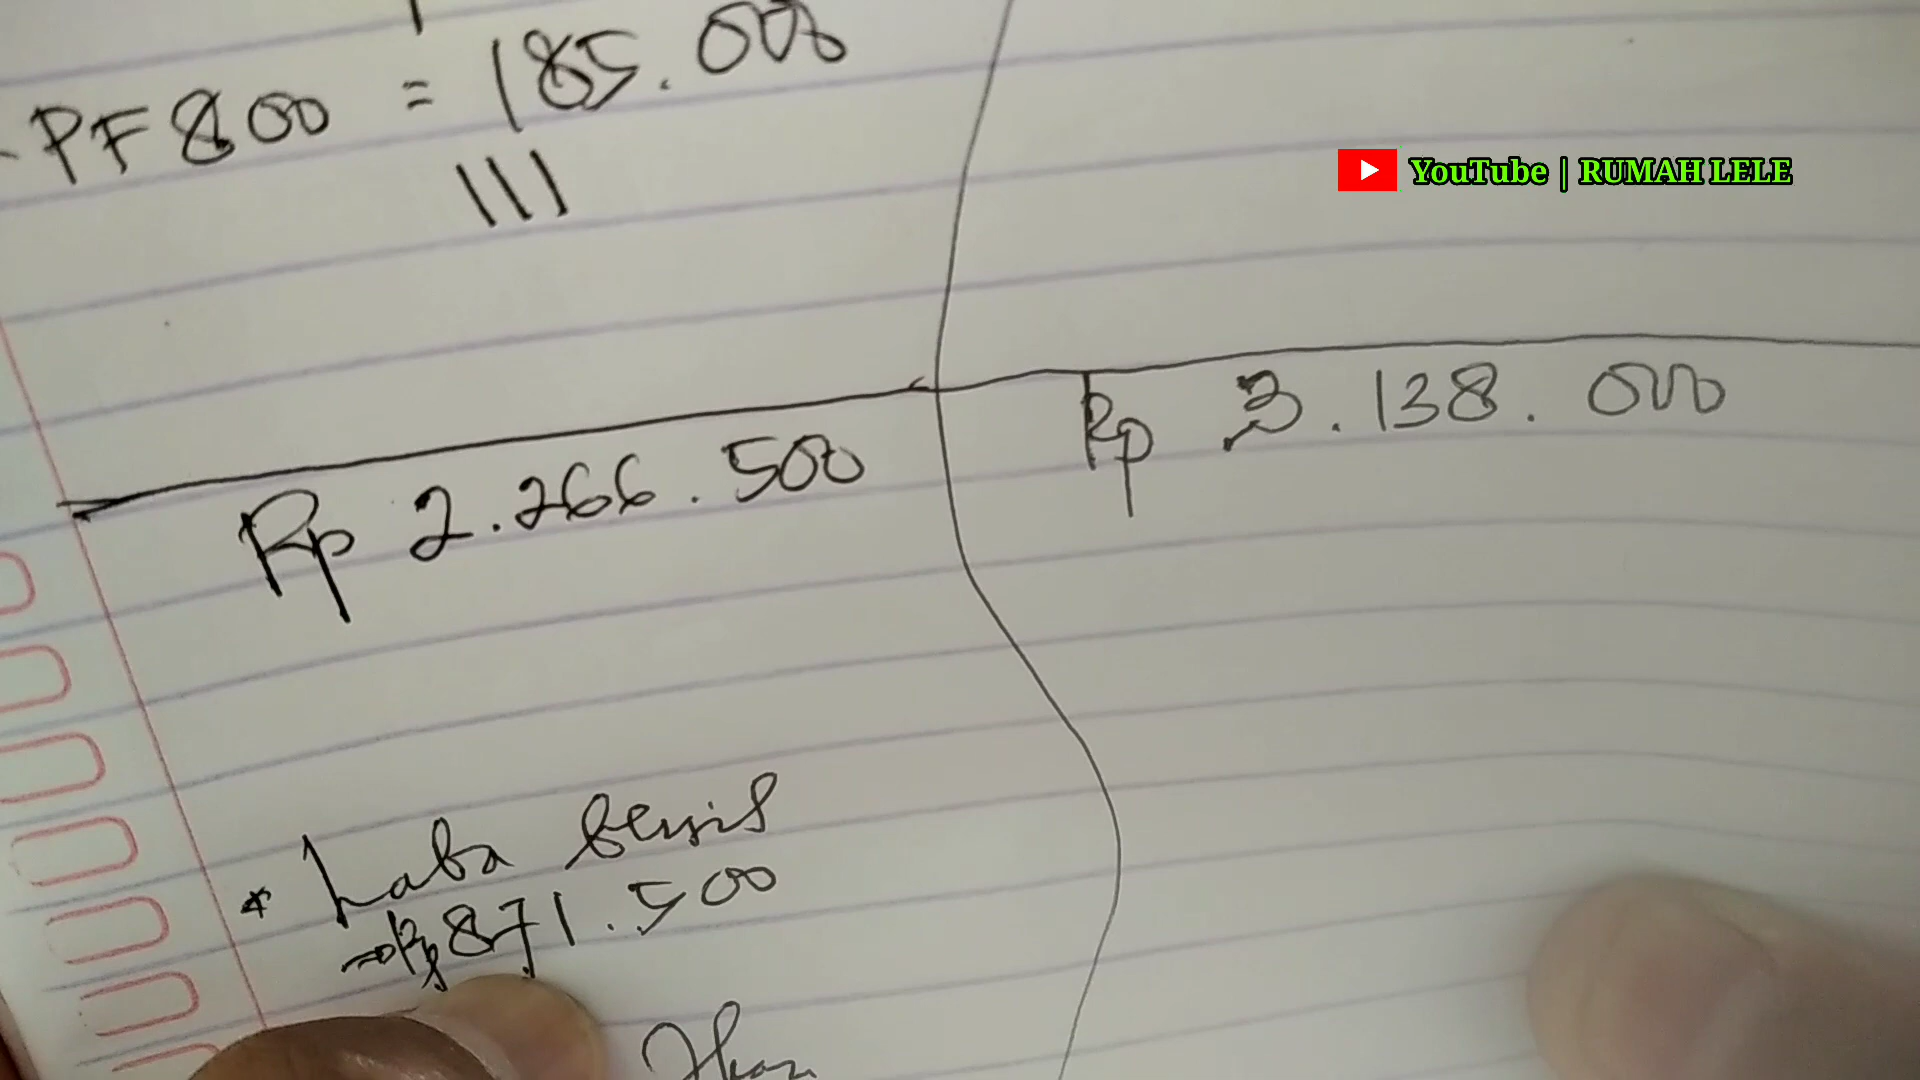 - PF 800 = 185.000
III
YouTube | RUMAH LELE
Rp 2.266.500
Rp 3.138.000
* Laba bersih
→ Rp 871.500